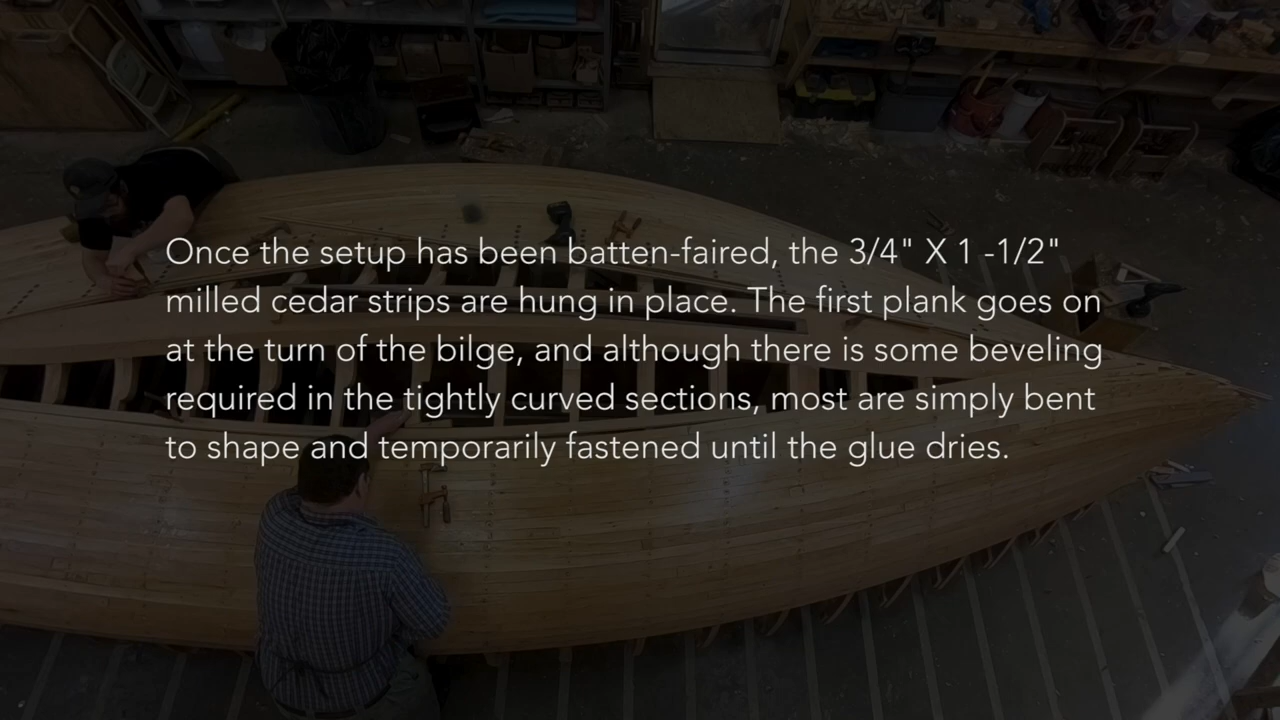 Once the setup has been batten-faired, the 3/4" X 1 -1/2"
milled cedar strips are hung in place. The first plank goes on
at the turn of the bilge, and although there is some beveling
required in the tightly curved sections, most are simply bent
to shape and temporarily fastened until the glue dries.